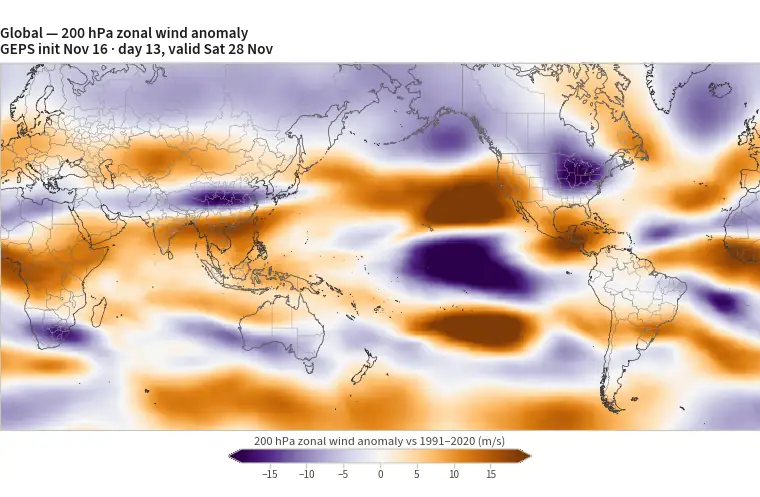 Global — 200 hPa zonal wind anomaly
GEPS init Nov 16 · day 13, valid Sat 28 Nov
200 hPa zonal wind anomaly vs 1991–2020 (m/s)
−15 −10 −5 0 5 10 15